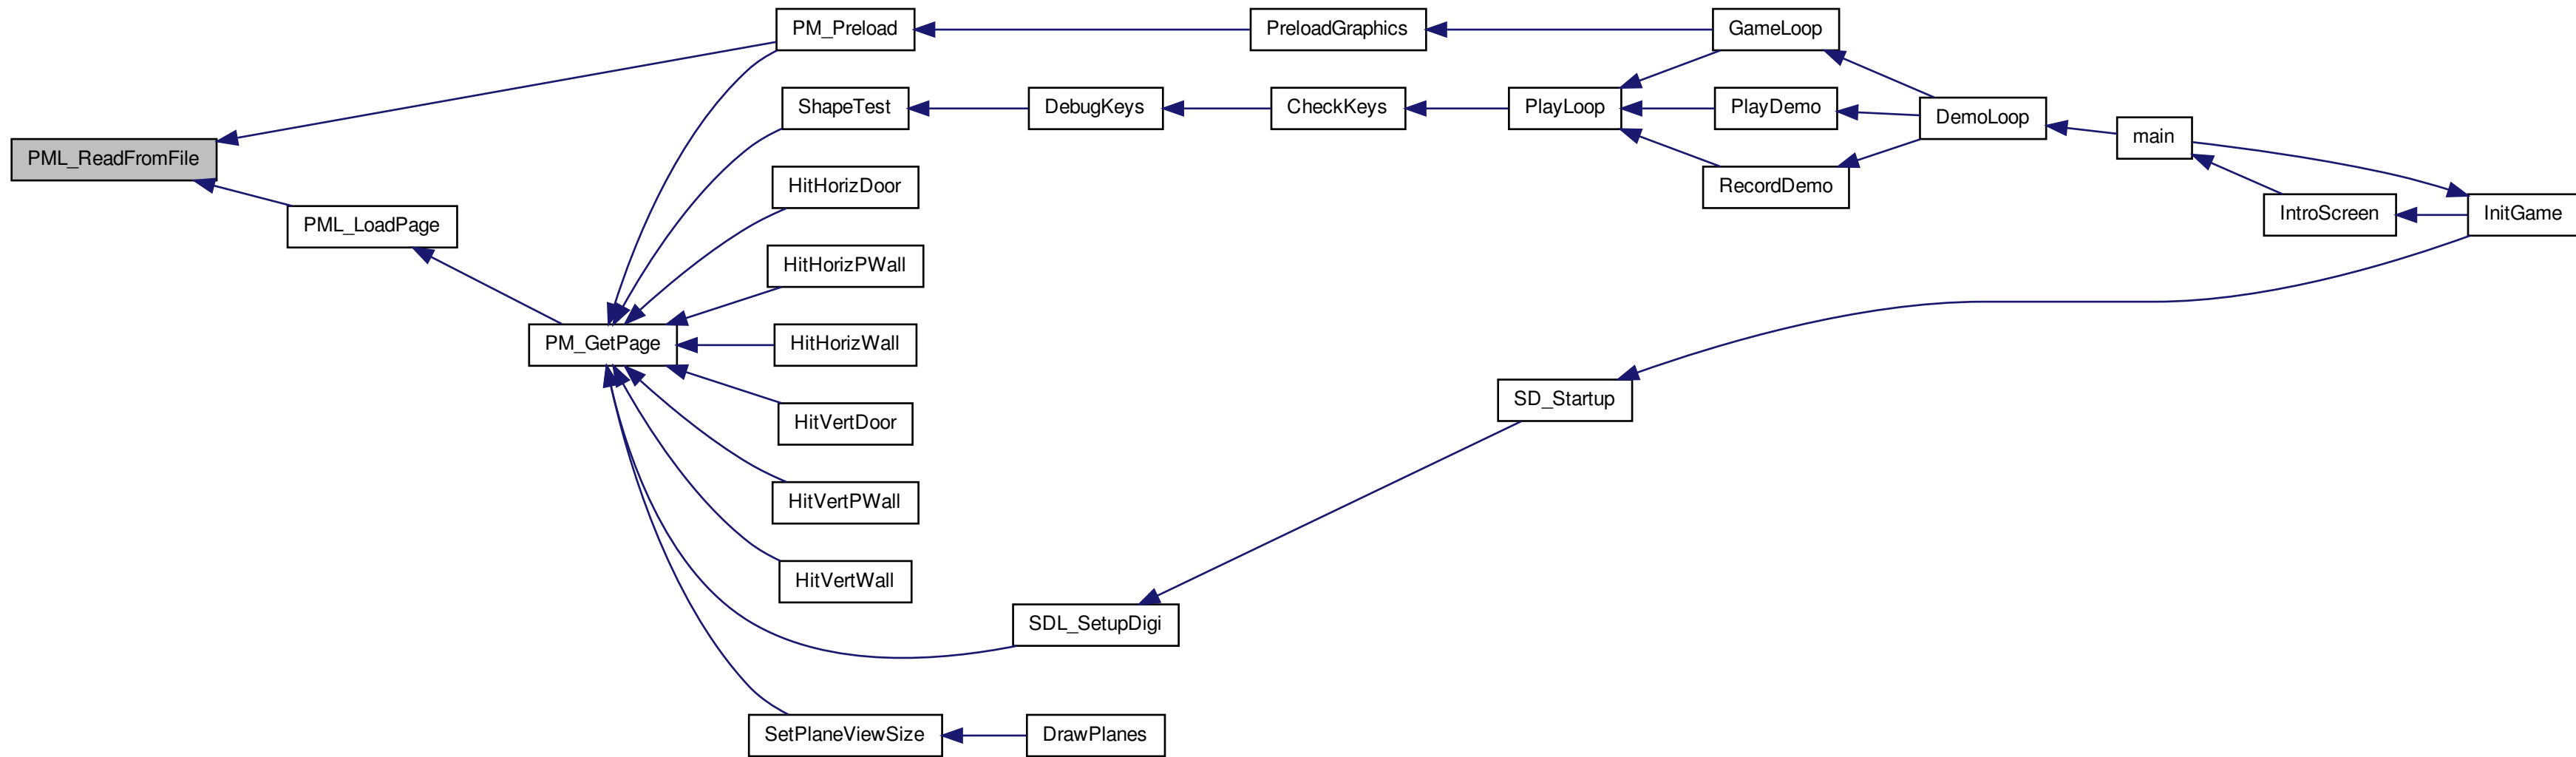 PM_Preload
PreloadGraphics
GameLoop
ShapeTest
DebugKeys
CheckKeys
PlayLoop
PlayDemo
DemoLoop
main
PML_ReadFromFile
HitHorizDoor
RecordDemo
PML_LoadPage
IntroScreen
InitGame
HitHorizPWall
PM_GetPage
HitHorizWall
SD_Startup
HitVertDoor
HitVertPWall
HitVertWall
SDL_SetupDigi
SetPlaneViewSize
DrawPlanes